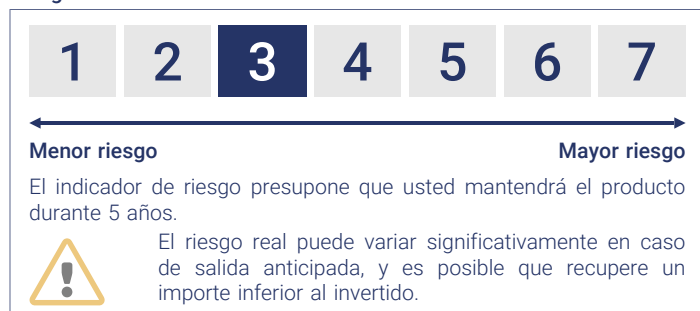 1 2 3 4 5 6 7
Menor riesgo Mayor riesgo
El indicador de riesgo presupone que usted mantendrá el producto
durante 5 años.
El riesgo real puede variar significativamente en caso
de salida anticipada, y es posible que recupere un
importe inferior al invertido.